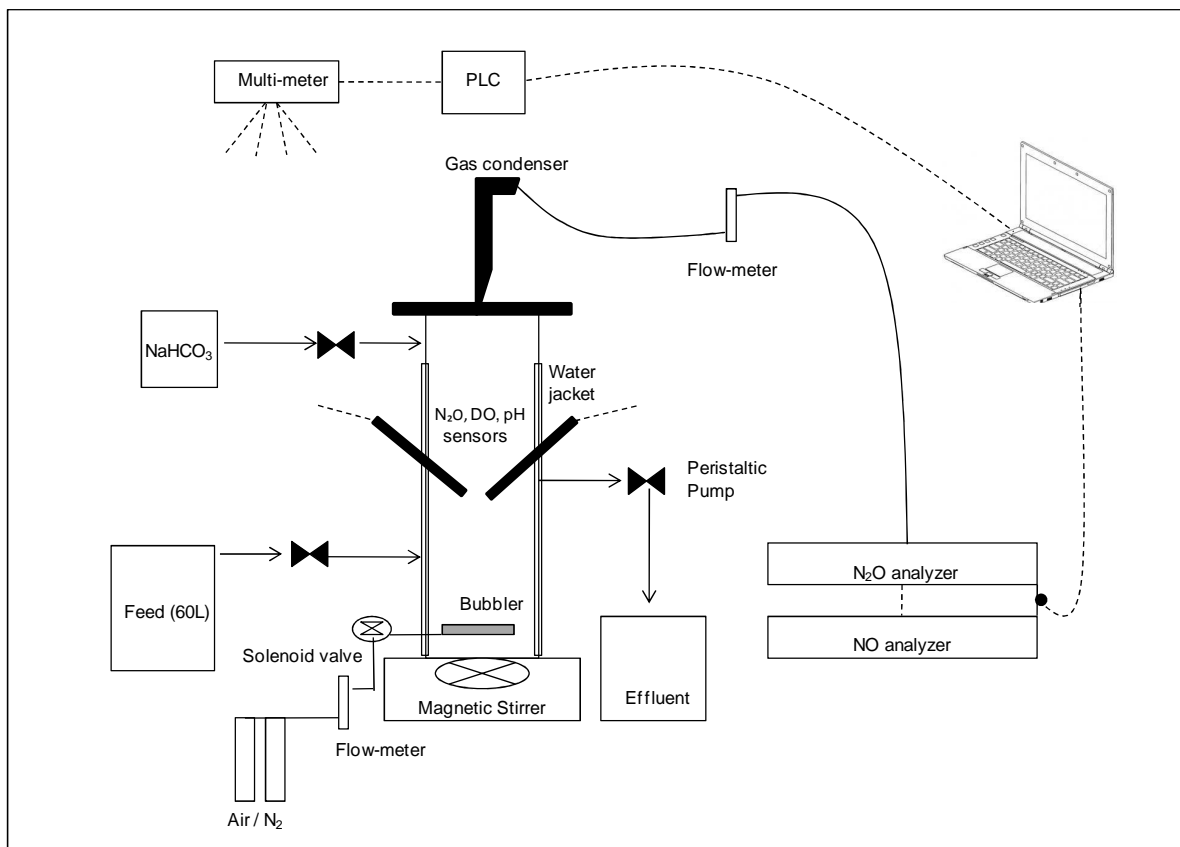 Multi-meter
PLC
Gas condenser
Flow-meter
NaHCO₃
Water
jacket
N₂O, DO, pH
sensors
Peristaltic
Pump
Feed (60L)
Bubbler
N₂O analyzer
NO analyzer
Solenoid valve
Effluent
Magnetic Stirrer
Flow-meter
Air / N₂